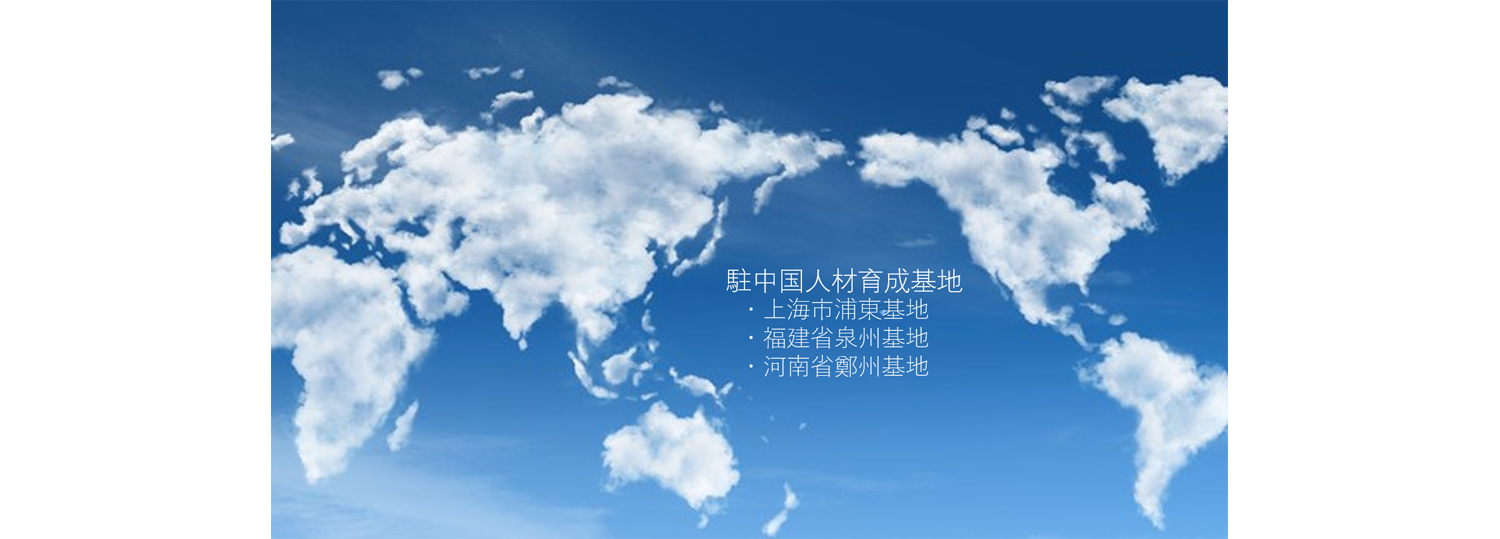 駐中国人材育成基地
・上海市浦東基地
・福建省泉州基地
・河南省鄭州基地